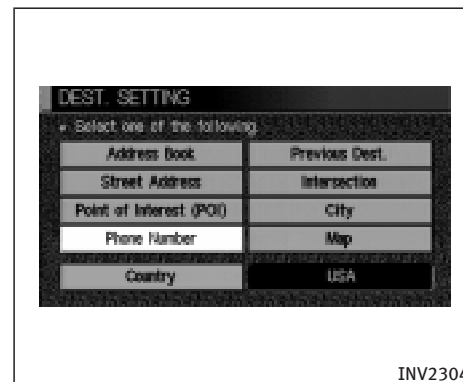 DEST. SETTING
Select one of the following.
Address Book Previous Dest.
Street Address Intersection
Point of Interest (POI) City
Phone Number Map
Country USA
INV2304